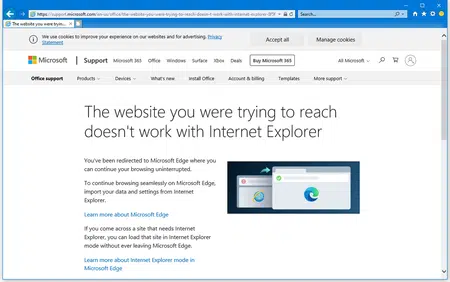 https://support.microsoft.com/en-us/office/the-website-you-were-trying-to-reach-doesn-t-work-with-internet-explorer-
Search...
The website you were tryin...
We use cookies to improve your experience on our websites and for advertising. Privacy
Statement
Accept all
Manage cookies
Microsoft
Support
Microsoft 365
Office
Windows
Surface
Xbox
Deals
Buy Microsoft 365
All Microsoft
Office support
Products
Devices
What's new
Install Office
Account & billing
Templates
More support
The website you were trying to reach
doesn't work with Internet Explorer
You've been redirected to Microsoft Edge where you
can continue your browsing uninterrupted.
To continue browsing seamlessly on Microsoft Edge,
import your data and settings from Internet
Explorer.
Learn more about Microsoft Edge
If you come across a site that needs Internet
Explorer, you can load that site in Internet Explorer
mode without ever leaving Microsoft Edge.
Learn more about Internet Explorer mode in
Microsoft Edge